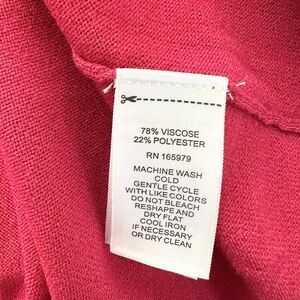 78% VISCOSE
22% POLYESTER
RN 165979
MACHINE WASH
COLD
GENTLE CYCLE
WITH LIKE COLORS
DO NOT BLEACH
RESHAPE AND
DRY FLAT
COOL IRON
IF NECESSARY
OR DRY CLEAN